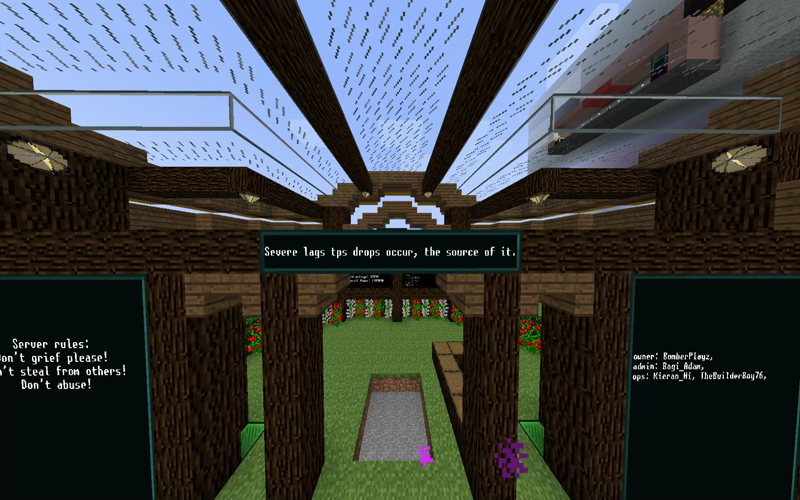 Severe lags tps drops occur, the source of it.
Server rules:
on't grief please!
't steal from others!
Don't abuse!
owner: BomberPlayz,
admin: Bagi_Adam,
ops: Kieran_Hi, TheBuilderBoy76,